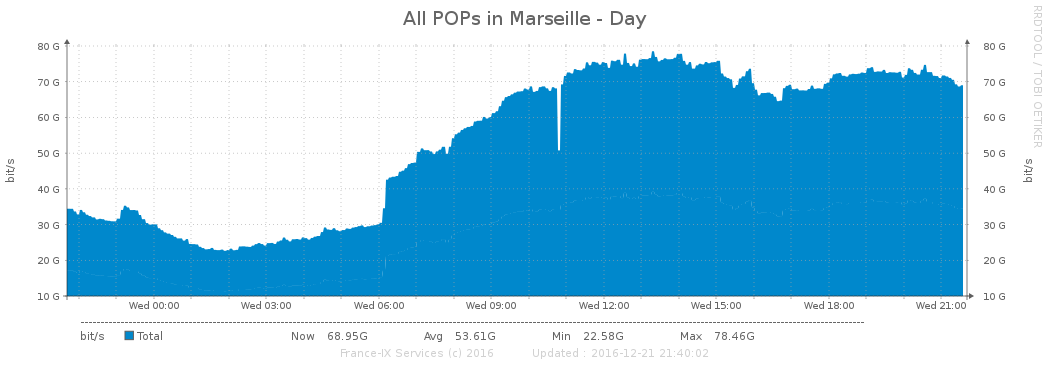 All POPs in Marseille - Day
RRDTOOL / TOBI OETIKER
80 G 80 G
70 G 70 G
60 G 60 G
50 G 50 G
40 G 40 G
30 G 30 G
20 G 20 G
10 G 10 G
bit/s
bit/s
Wed 00:00 Wed 03:00 Wed 06:00 Wed 09:00 Wed 12:00 Wed 15:00 Wed 18:00 Wed 21:00
bit/s Total Now 68.95G Avg 53.61G Min 22.58G Max 78.46G
France-IX Services (c) 2016 Updated : 2016-12-21 21:40:02